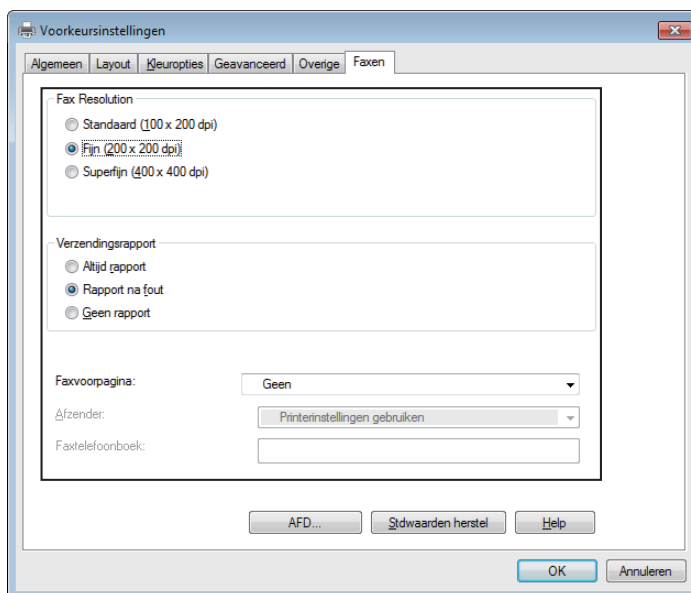 Voorkeursinstellingen
Algemeen Layout Kleuropties Geavanceerd Overige Faxen
Fax Resolution
Standaard (100 x 200 dpi)
Fijn (200 x 200 dpi)
Superfijn (400 x 400 dpi)
Verzendingsrapport
Altijd rapport
Rapport na fout
Geen rapport
Faxvoorpagina: Geen
Afzender: Printerinstellingen gebruiken
Faxtelefoonboek:
AFD... Stdwaarden herstel Help
OK Annuleren